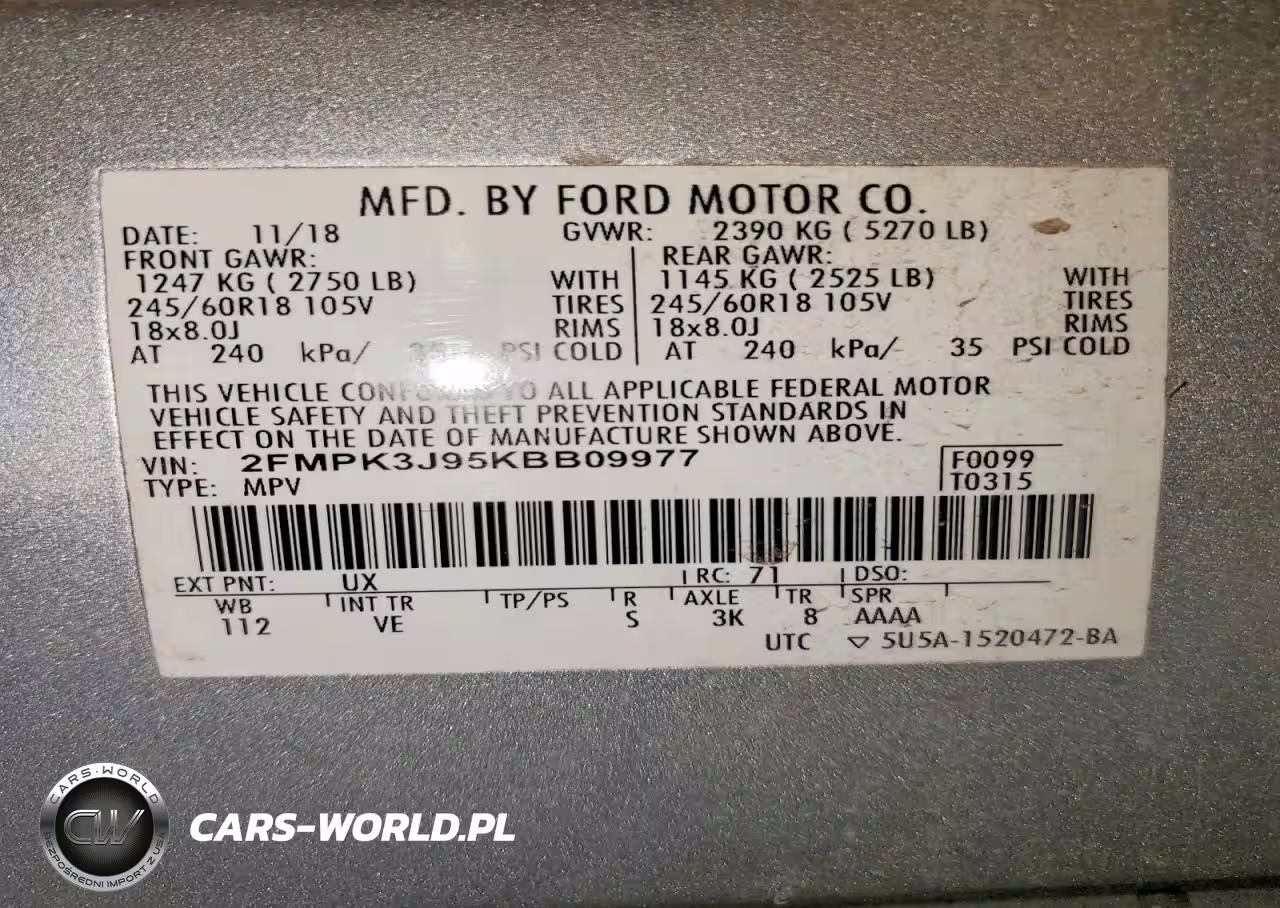 MFD. BY FORD MOTOR CO.
DATE: 11/18 GVWR: 2390 KG ( 5270 LB)
FRONT GAWR: REAR GAWR:
1247 KG ( 2750 LB) WITH 1145 KG ( 2525 LB) WITH
245/60R18 105V TIRES 245/60R18 105V TIRES
18x8.0J RIMS 18x8.0J RIMS
AT 240 kPa/ PSI COLD AT 240 kPa/ 35 PSI COLD
THIS VEHICLE TO ALL APPLICABLE FEDERAL MOTOR
VEHICLE SAFETY AND THEFT PREVENTION STANDARDS IN
EFFECT ON THE DATE OF MANUFACTURE SHOWN ABOVE.
VIN: 2FMPK3J95KBB09977 F0099
TYPE: MPV T0315
EXT PNT: UX RC: 71 DSO:
WB INT TR TP/PS R AXLE TR SPR
112 VE S 3K 8 AAAA
UTC ▽ 5U5A-1520472-BA
CARS-WORLD
CW
BEZPOŚREDNI IMPORT Z USA
CARS-WORLD.PL